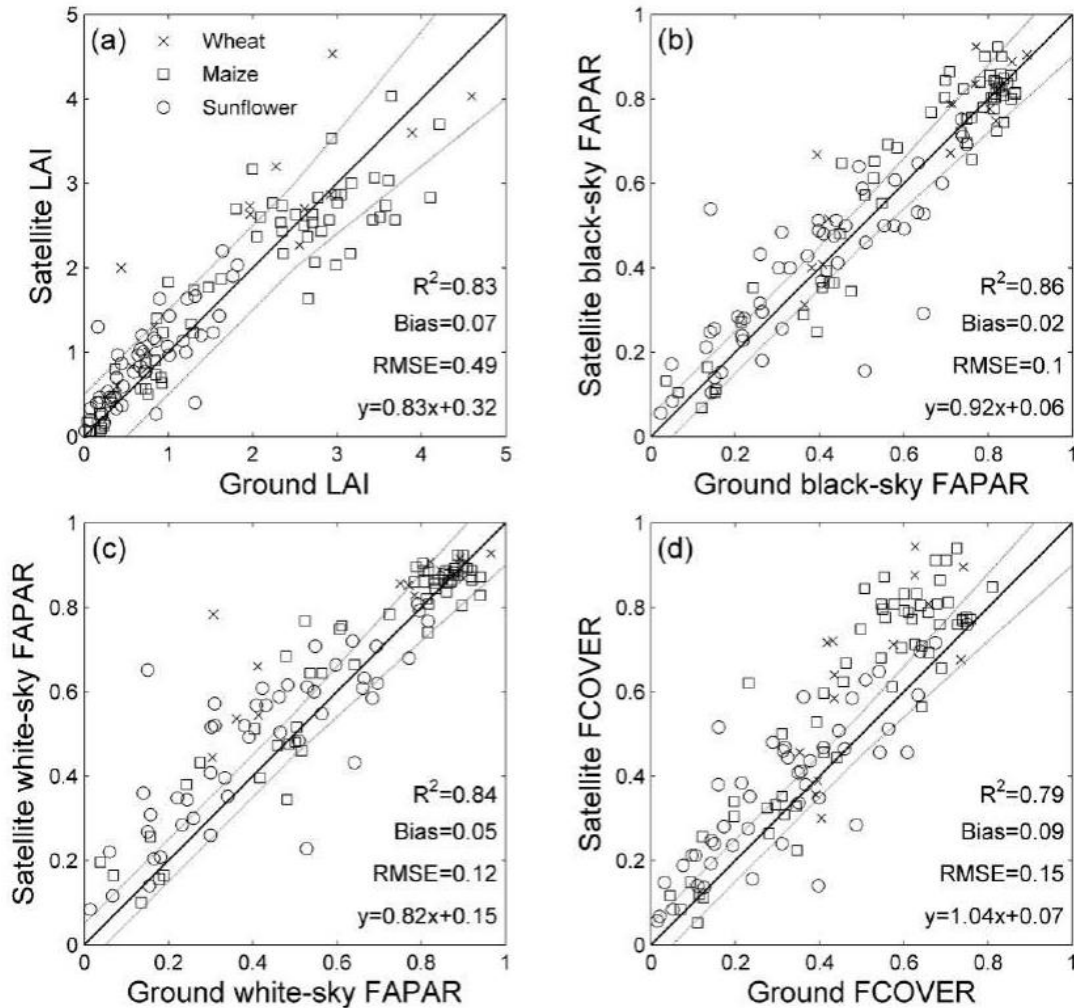 (a)
× Wheat
□ Maize
○ Sunflower
5
4
3
2
1
0
Satellite LAI
R²=0.83
Bias=0.07
RMSE=0.49
y=0.83x+0.32
0 1 2 3 4 5
Ground LAI
(b)
1
0.8
0.6
0.4
0.2
0
Satellite black-sky FAPAR
R²=0.86
Bias=0.02
RMSE=0.1
y=0.92x+0.06
0 0.2 0.4 0.6 0.8 1
Ground black-sky FAPAR
(c)
1
0.8
0.6
0.4
0.2
0
Satellite white-sky FAPAR
R²=0.84
Bias=0.05
RMSE=0.12
y=0.82x+0.15
0 0.2 0.4 0.6 0.8 1
Ground white-sky FAPAR
(d)
1
0.8
0.6
0.4
0.2
0
Satellite FCOVER
R²=0.79
Bias=0.09
RMSE=0.15
y=1.04x+0.07
0 0.2 0.4 0.6 0.8 1
Ground FCOVER